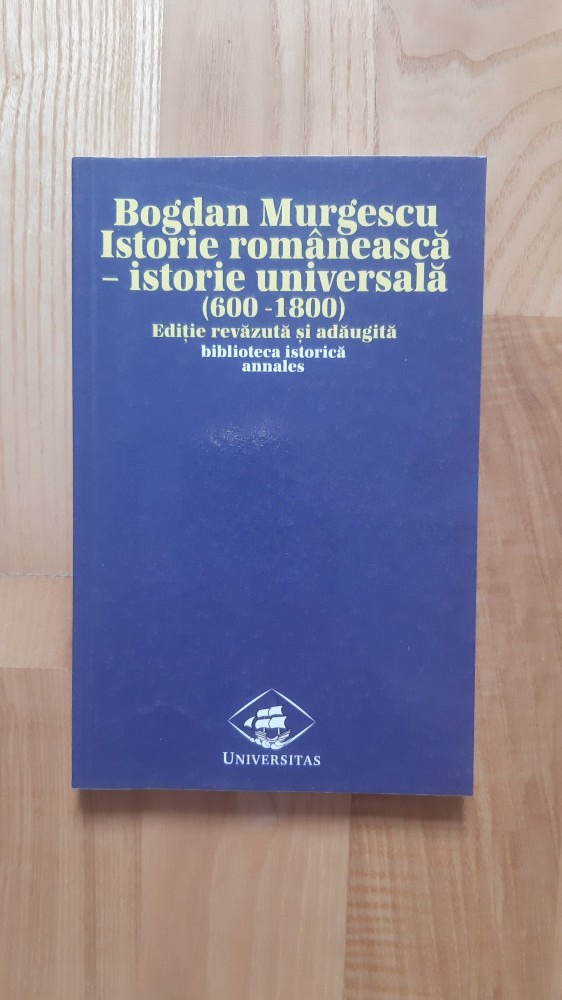 Bogdan Murgescu
Istorie românească
– istorie universală
(600 -1800)
Ediție revăzută și adăugită
biblioteca istorică
annales
UNIVERSITAS